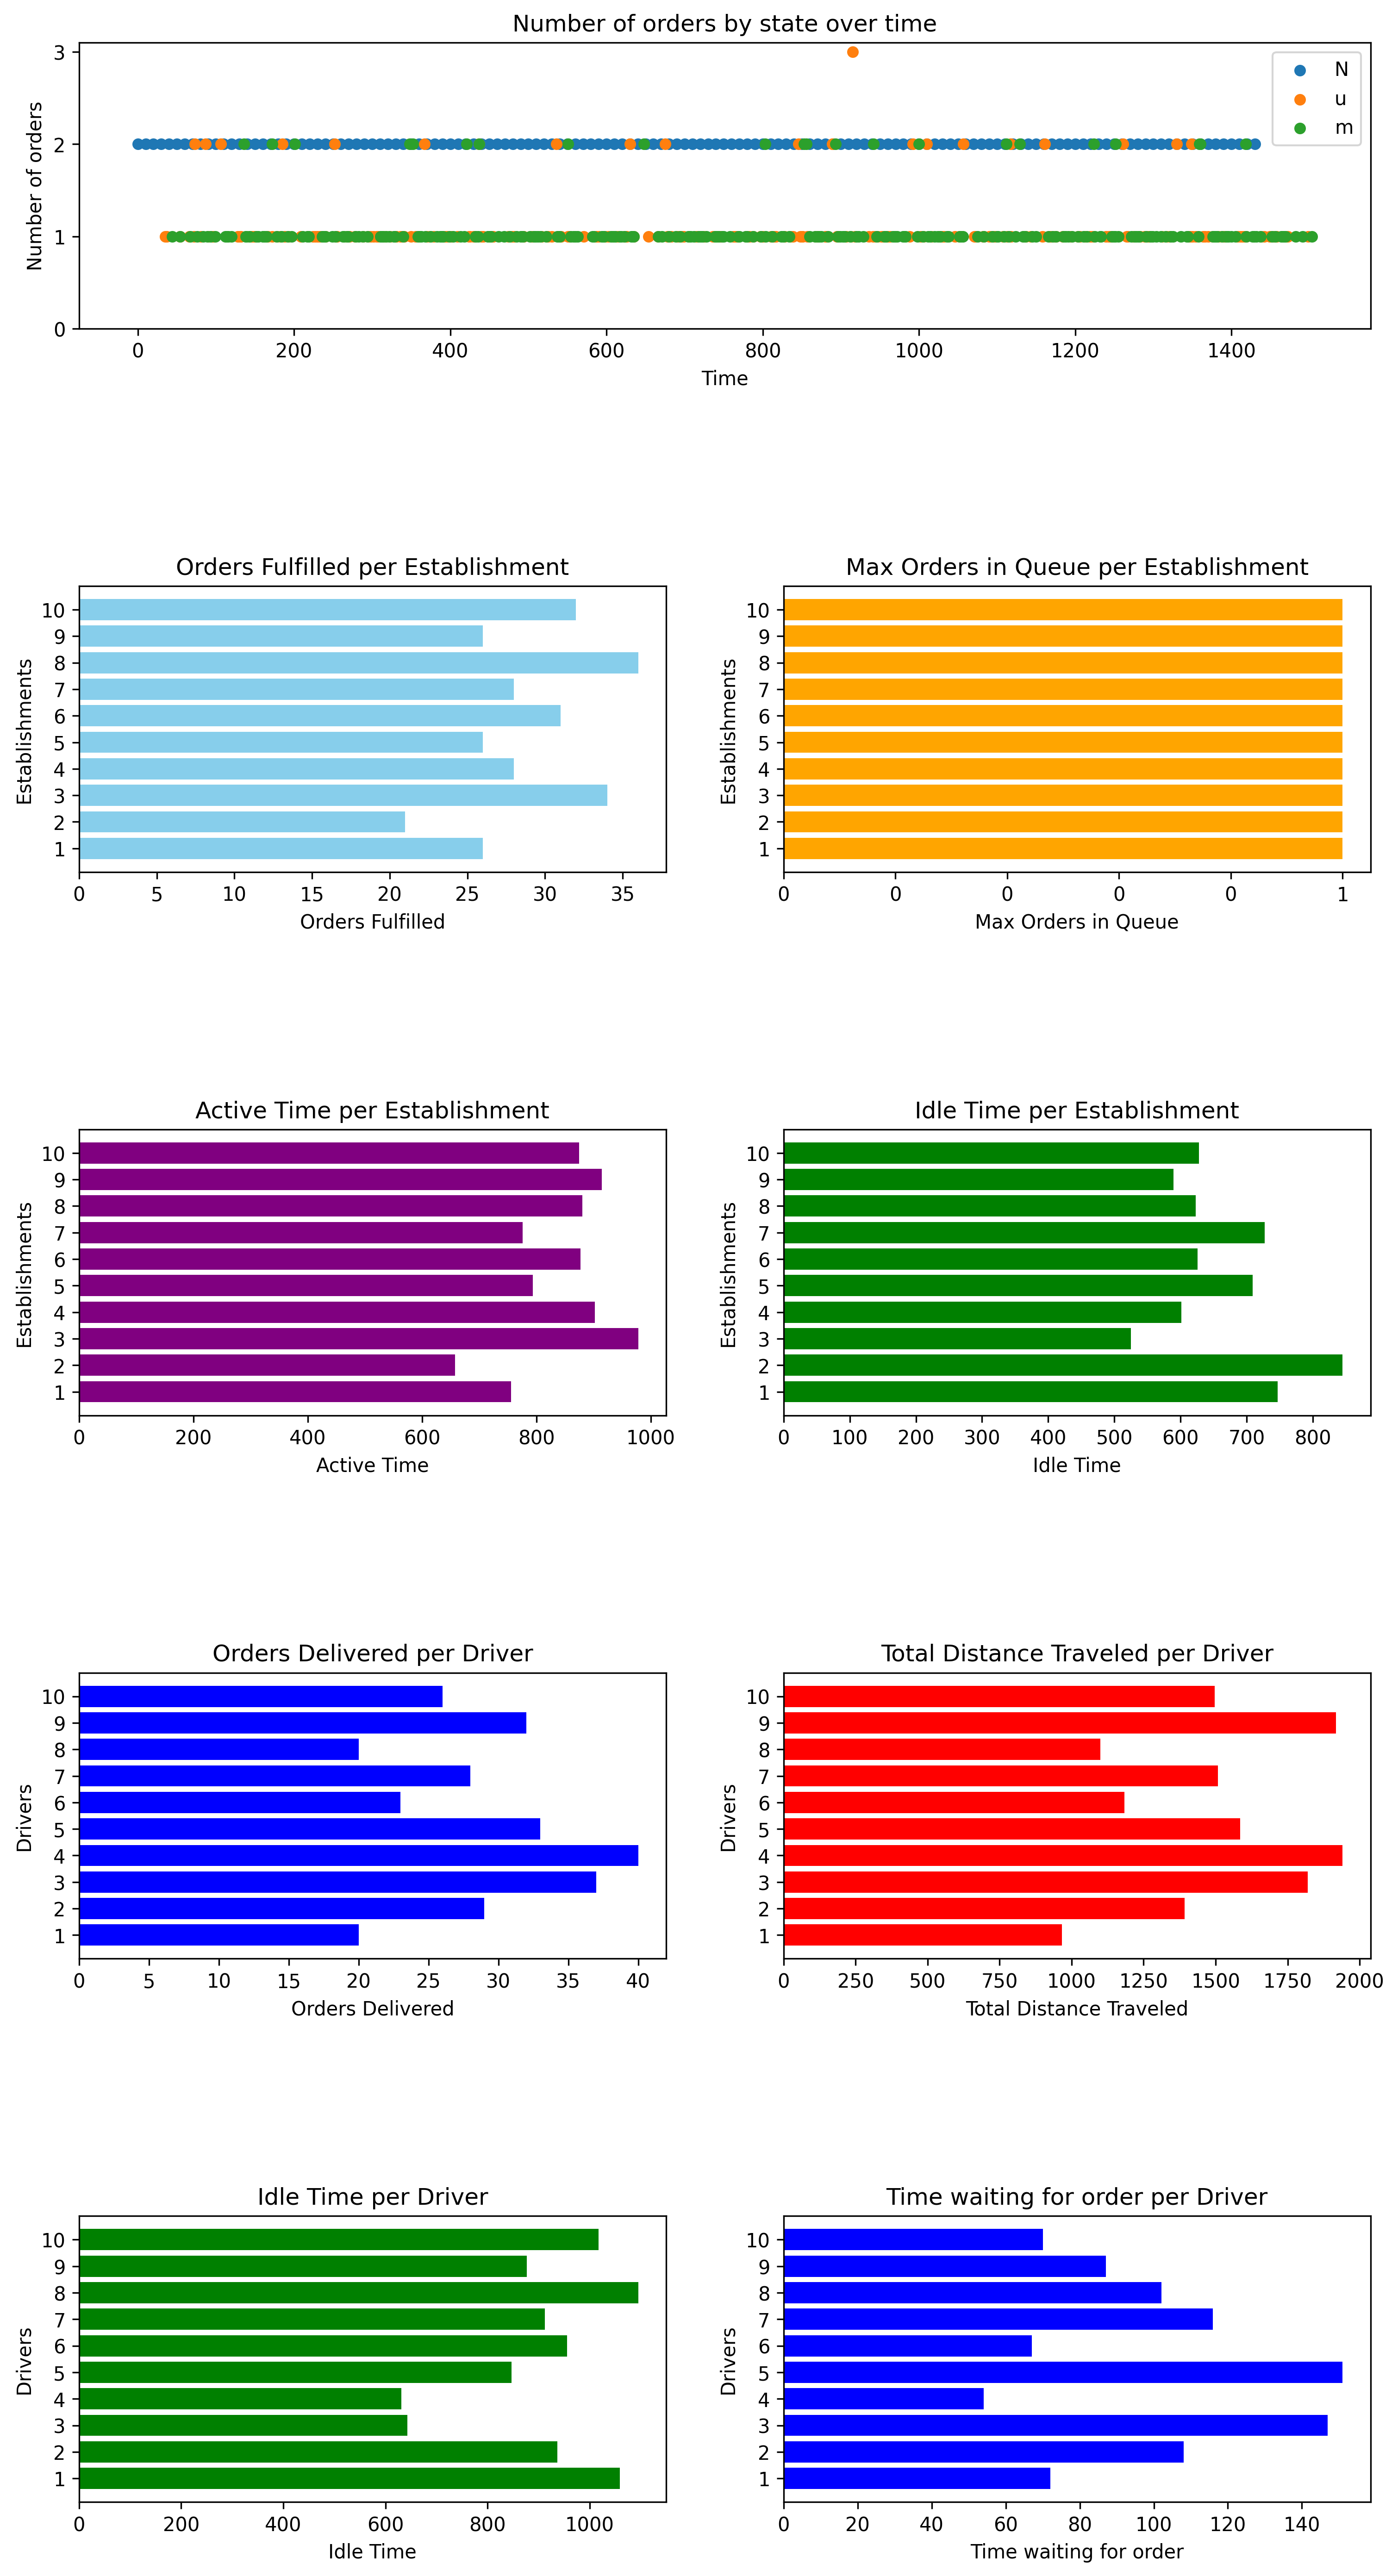 Number of orders by state over time
Number of orders
3
2
1
0
N
u
m
0 200 400 600 800 1000 1200 1400
Time
Orders Fulfilled per Establishment
Establishments
10
9
8
7
6
5
4
3
2
1
0 5 10 15 20 25 30 35
Orders Fulfilled
Max Orders in Queue per Establishment
Establishments
10
9
8
7
6
5
4
3
2
1
0 0 0 0 0 1
Max Orders in Queue
Active Time per Establishment
Establishments
10
9
8
7
6
5
4
3
2
1
0 200 400 600 800 1000
Active Time
Idle Time per Establishment
Establishments
10
9
8
7
6
5
4
3
2
1
0 100 200 300 400 500 600 700 800
Idle Time
Orders Delivered per Driver
Drivers
10
9
8
7
6
5
4
3
2
1
0 5 10 15 20 25 30 35 40
Orders Delivered
Total Distance Traveled per Driver
Drivers
10
9
8
7
6
5
4
3
2
1
0 250 500 750 1000 1250 1500 1750 2000
Total Distance Traveled
Idle Time per Driver
Drivers
10
9
8
7
6
5
4
3
2
1
0 200 400 600 800 1000
Idle Time
Time waiting for order per Driver
Drivers
10
9
8
7
6
5
4
3
2
1
0 20 40 60 80 100 120 140
Time waiting for order